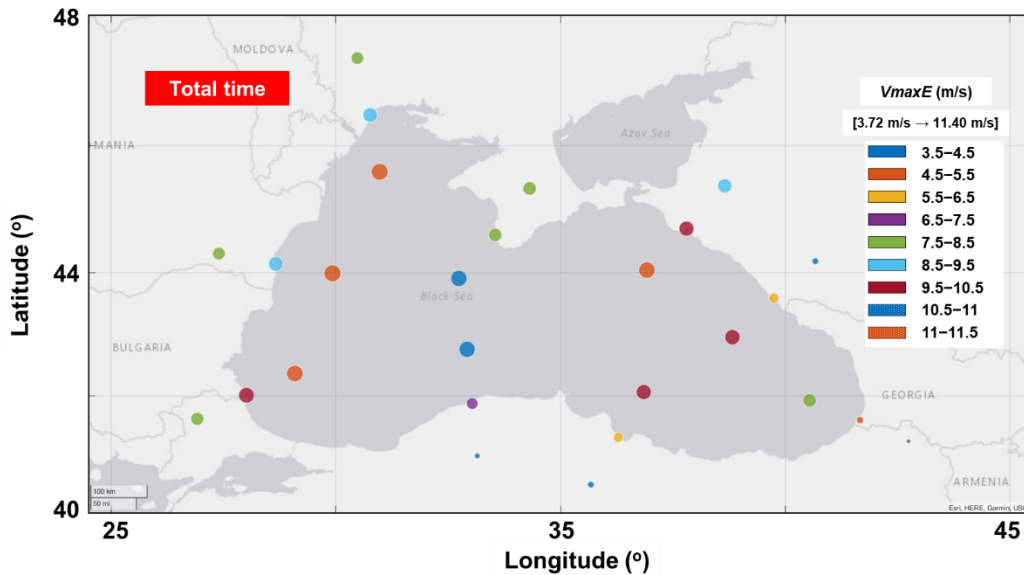 48
MOLDOVA
Total time
VmaxE (m/s)
[3.72 m/s → 11.40 m/s]
Azov Sea
MANIA
3.5−4.5
4.5−5.5
5.5−6.5
6.5−7.5
7.5−8.5
8.5−9.5
9.5−10.5
10.5−11
11−11.5
Latitude (º)
44
Black Sea
BULGARIA
GEORGIA
ARMENIA
100 km
50 mi
Esri, HERE, Garmin, US
40
25
35
45
Longitude (º)